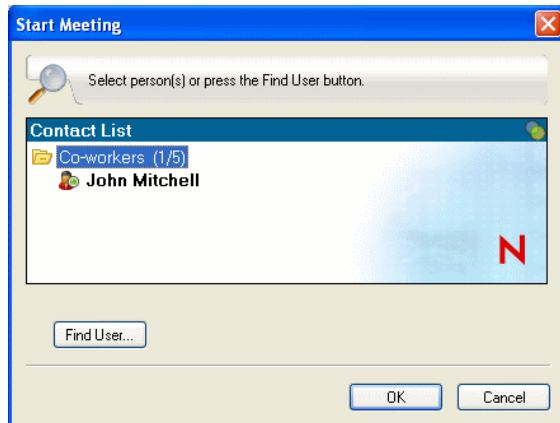 Start Meeting
Select person(s) or press the Find User button.
Contact List
Co-workers (1/5)
John Mitchell
N
Find User...
OK
Cancel